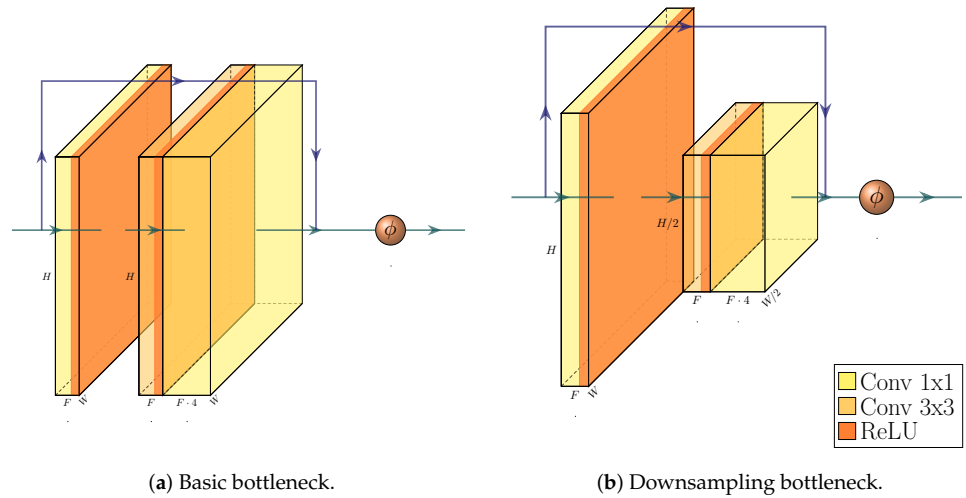 H
H
ϕ
F
W
F
F · 4
W
H
H/2
ϕ
F
F · 4
W/2
F
W
Conv 1x1
Conv 3x3
ReLU
(a) Basic bottleneck.
(b) Downsampling bottleneck.